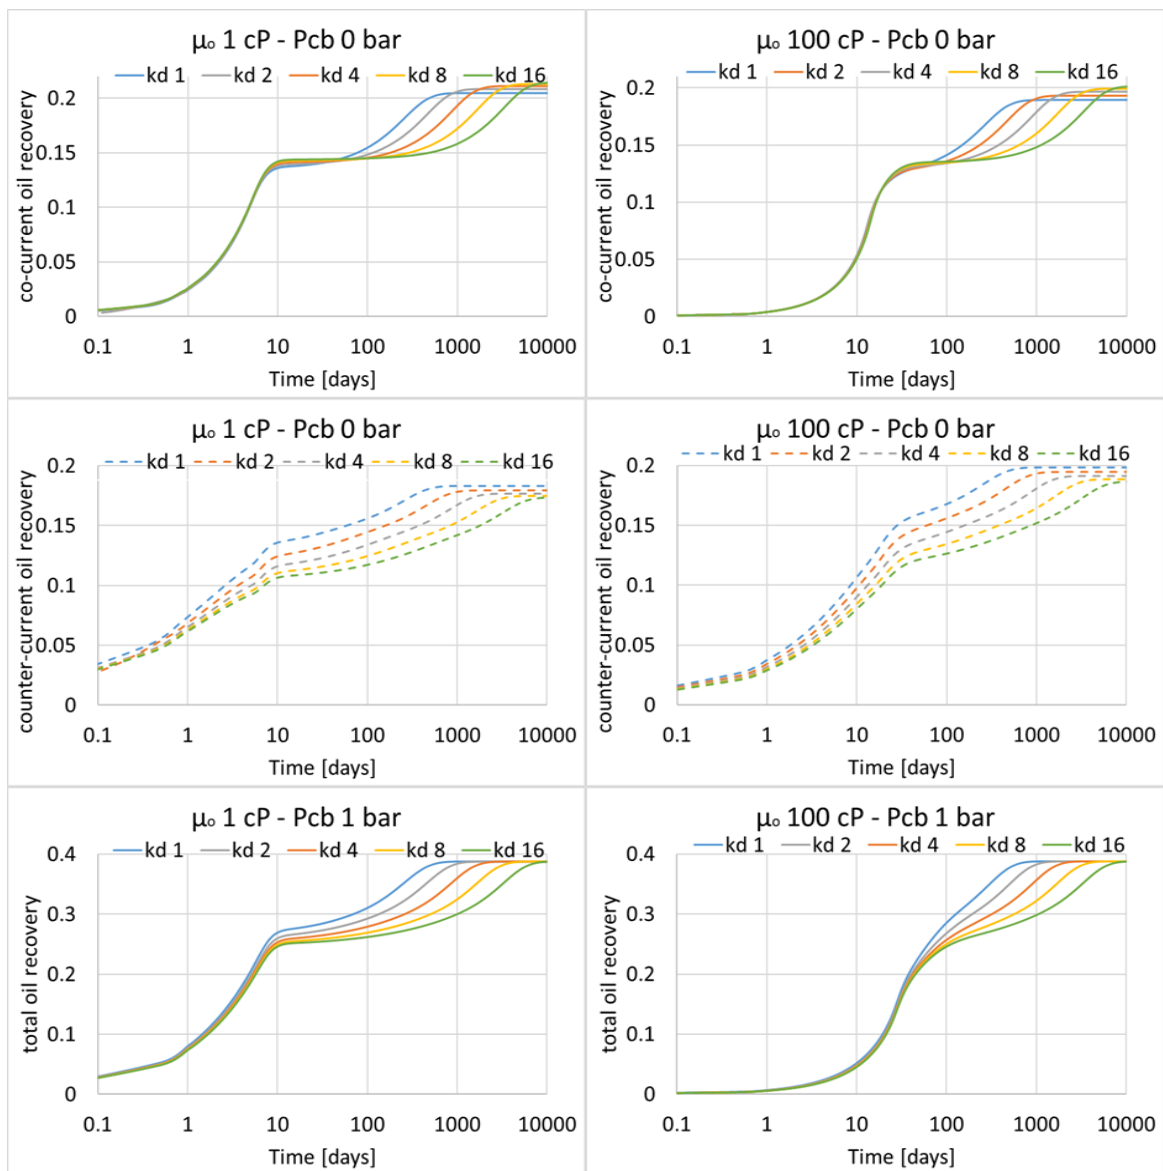 μₒ 1 cP - Pcb 0 bar
kd 1 kd 2 kd 4 kd 8 kd 16
co-current oil recovery
0.2
0.15
0.1
0.05
0
0.1 1 10 100 1000 10000
Time [days]
μₒ 100 cP - Pcb 0 bar
kd 1 kd 2 kd 4 kd 8 kd 16
co-current oil recovery
0.2
0.15
0.1
0.05
0
0.1 1 10 100 1000 10000
Time [days]
μₒ 1 cP - Pcb 0 bar
kd 1 kd 2 kd 4 kd 8 kd 16
counter-current oil recovery
0.2
0.15
0.1
0.05
0
0.1 1 10 100 1000 10000
Time [days]
μₒ 100 cP - Pcb 0 bar
kd 1 kd 2 kd 4 kd 8 kd 16
counter-current oil recovery
0.2
0.15
0.1
0.05
0
0.1 1 10 100 1000 10000
Time [days]
μₒ 1 cP - Pcb 1 bar
kd 1 kd 2 kd 4 kd 8 kd 16
total oil recovery
0.4
0.3
0.2
0.1
0
0.1 1 10 100 1000 10000
Time [days]
μₒ 100 cP - Pcb 1 bar
kd 1 kd 2 kd 4 kd 8 kd 16
total oil recovery
0.4
0.3
0.2
0.1
0
0.1 1 10 100 1000 10000
Time [days]